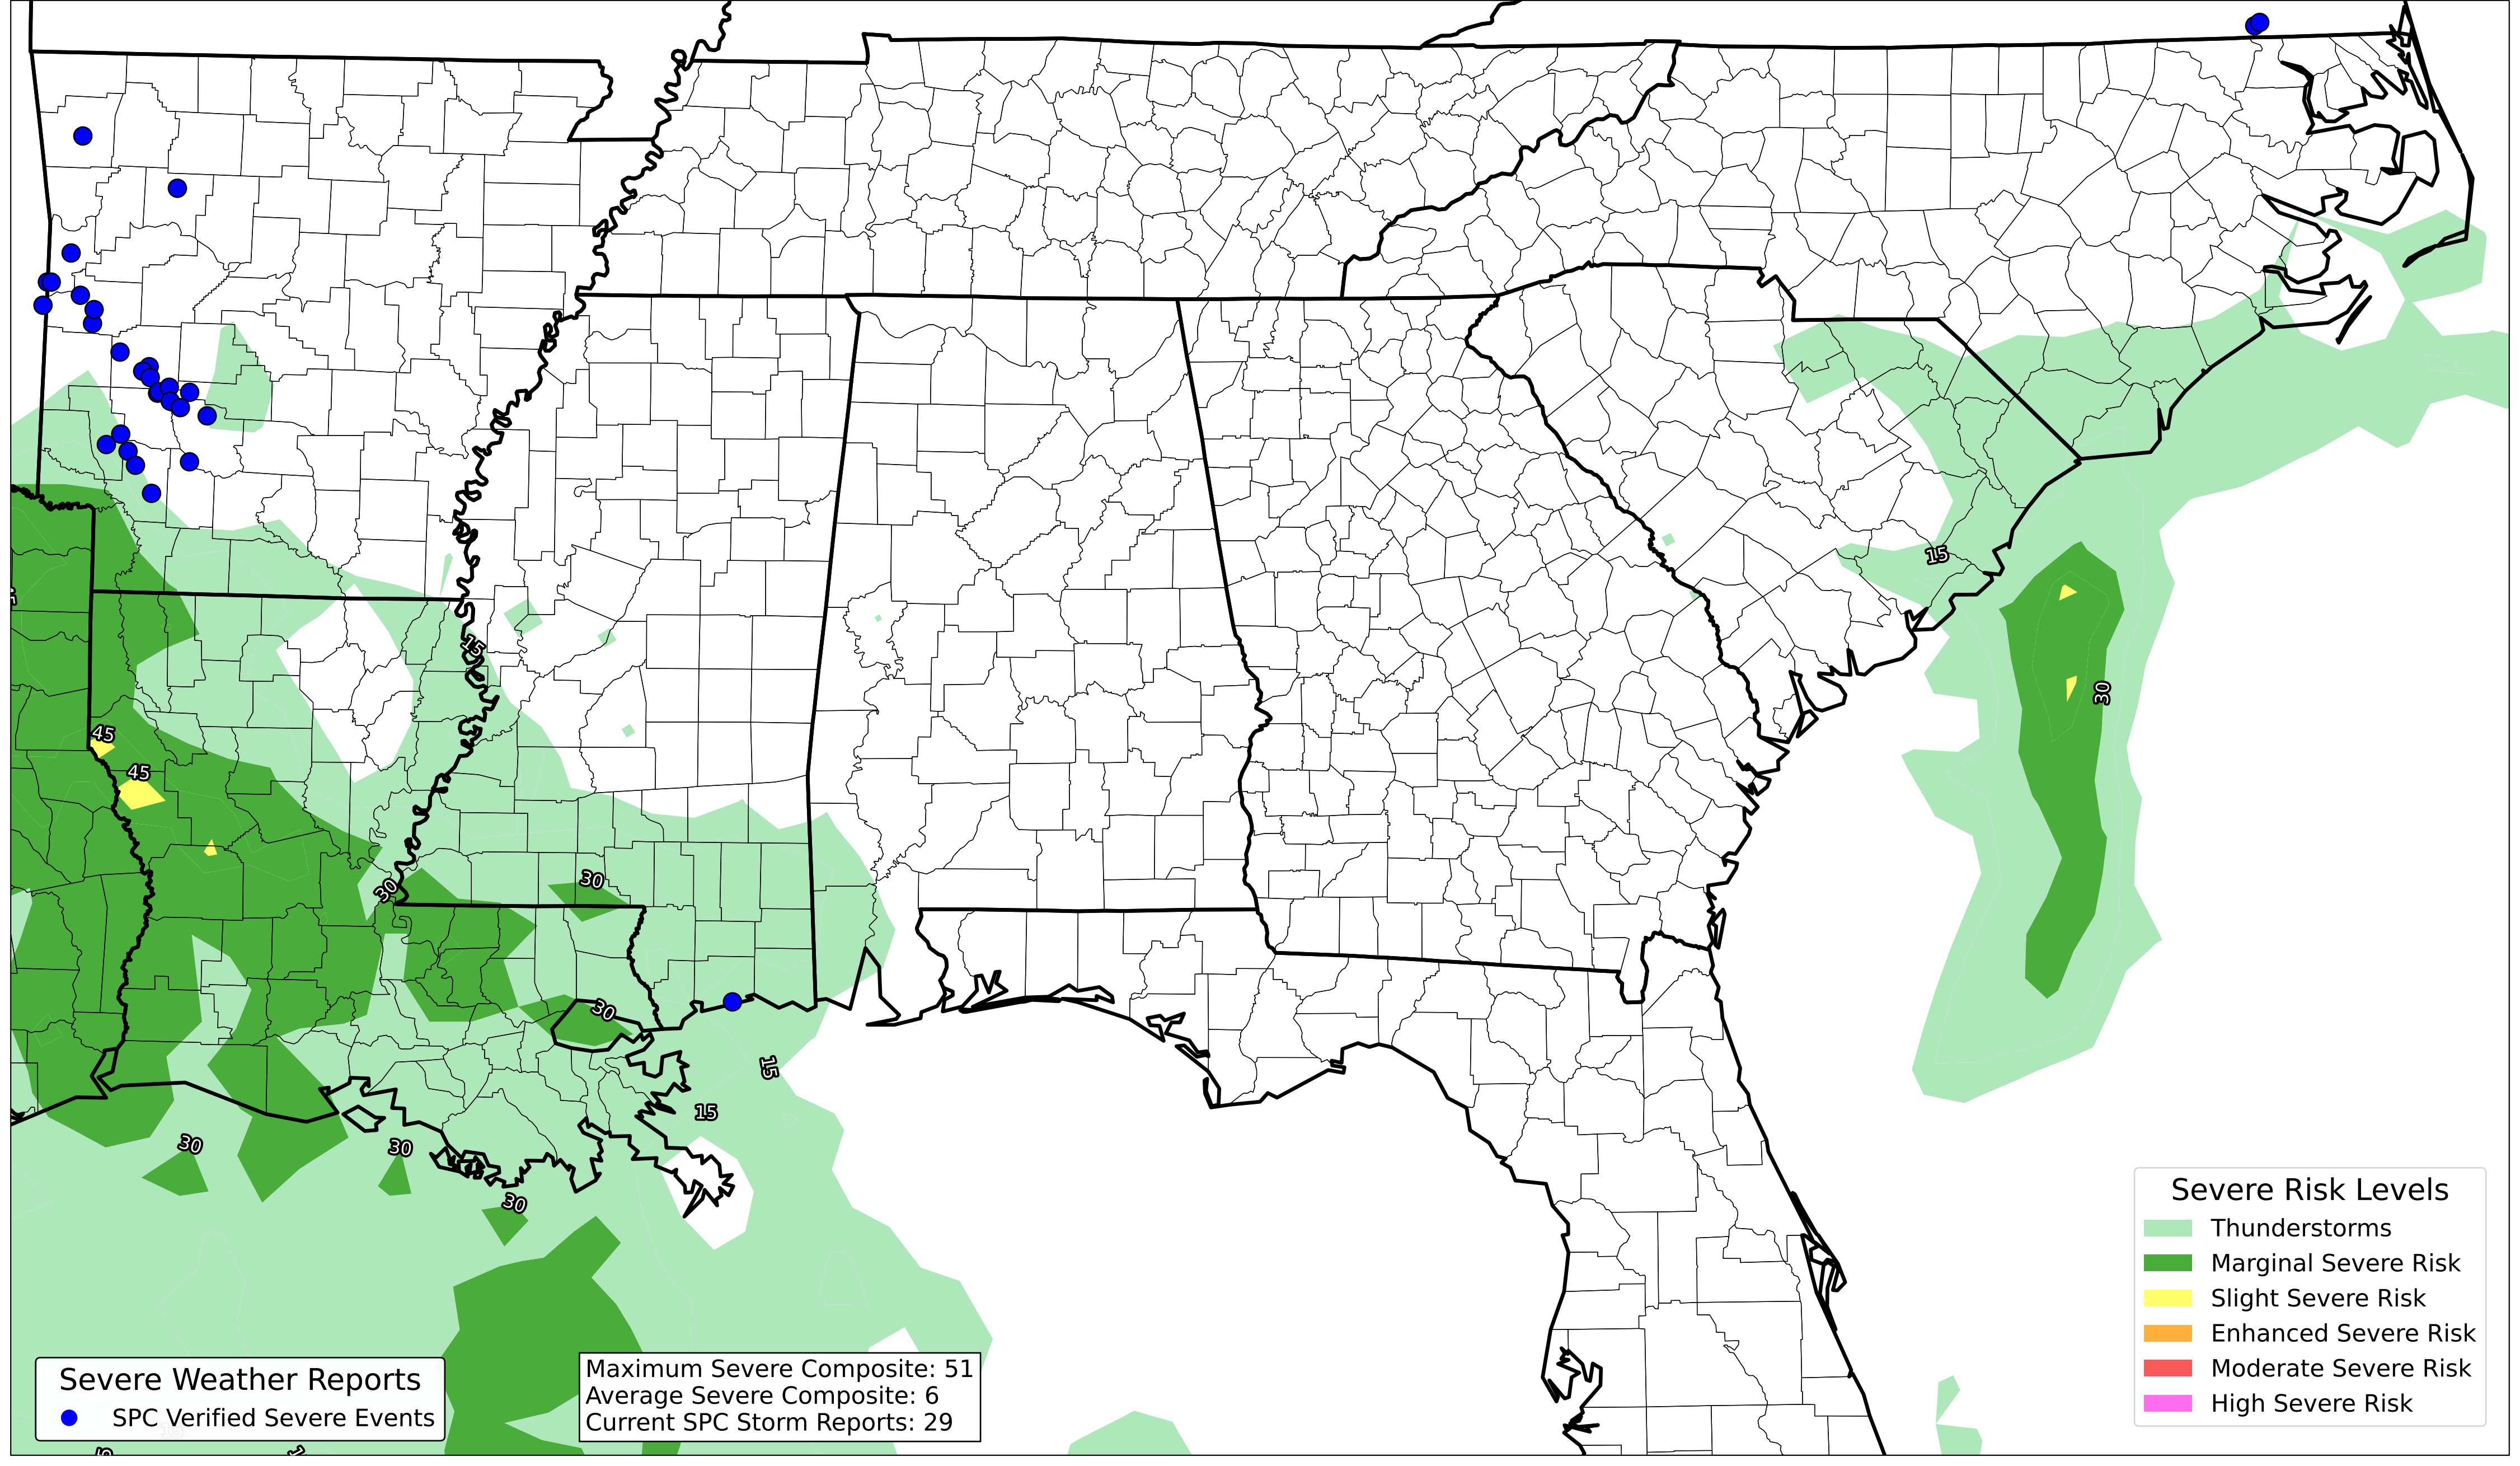 15
15
30
45
45
30
30
30
15
15
30
30
30
Severe Risk Levels
Thunderstorms
Marginal Severe Risk
Slight Severe Risk
Enhanced Severe Risk
Moderate Severe Risk
High Severe Risk
Severe Weather Reports
SPC Verified Severe Events
Maximum Severe Composite: 51
Average Severe Composite: 6
Current SPC Storm Reports: 29